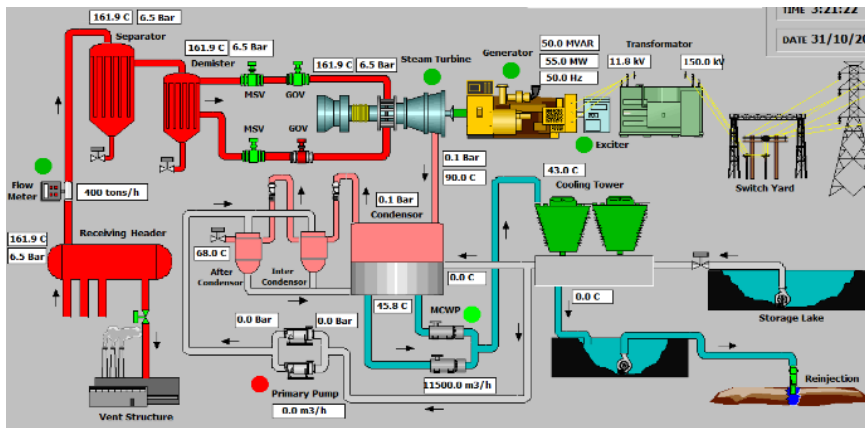 TIME 3:21:22
DATE 31/10/20
161.9 C 6.5 Bar
Separator
161.9 C 6.5 Bar
Demister
MSV GOV
MSV GOV
161.9 C 6.5 Bar
Steam Turbine
Generator
50.0 MVAR
55.0 MW
50.0 Hz
Transformator
11.8 kV 150.0 kV
Exciter
Switch Yard
Flow
Meter
400 tons/h
Receiving Header
161.9 C
6.5 Bar
Vent Structure
68.0 C
After
Condensor
Inter
Condensor
0.1 Bar
Condensor
0.1 Bar
90.0 C
0.0 C
45.8 C
MCWP
11500.0 m3/h
0.0 Bar 0.0 Bar
Primary Pump
0.0 m3/h
43.0 C
Cooling Tower
0.0 C
Storage Lake
Reinjection